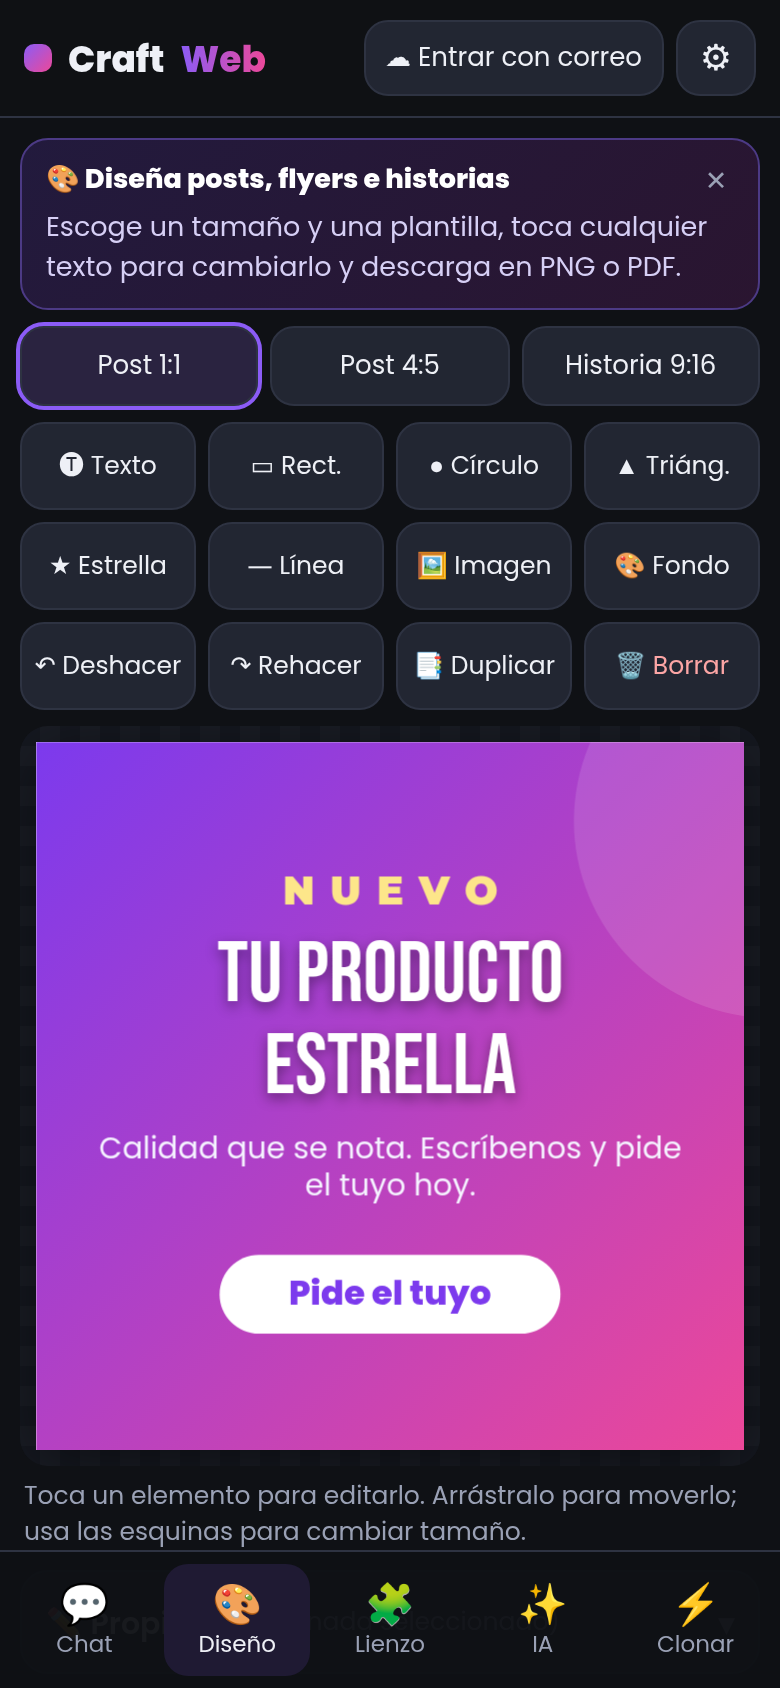 Craft Web
☁ Entrar con correo
⚙
🎨 Diseña posts, flyers e historias
✕
Escoge un tamaño y una plantilla, toca cualquier
texto para cambiarlo y descarga en PNG o PDF.
Post 1:1
Post 4:5
Historia 9:16
🅣 Texto
▭ Rect.
● Círculo
▲ Triáng.
★ Estrella
— Línea
🖼️ Imagen
🎨 Fondo
↶ Deshacer
↷ Rehacer
📑 Duplicar
🗑️ Borrar
NUEVO
TU PRODUCTO
ESTRELLA
Calidad que se nota. Escríbenos y pide
el tuyo hoy.
Pide el tuyo
Toca un elemento para editarlo. Arrástralo para moverlo;
usa las esquinas para cambiar tamaño.
💬 Chat
🎨 Diseño
🧩 Lienzo
✨ IA
⚡ Clonar